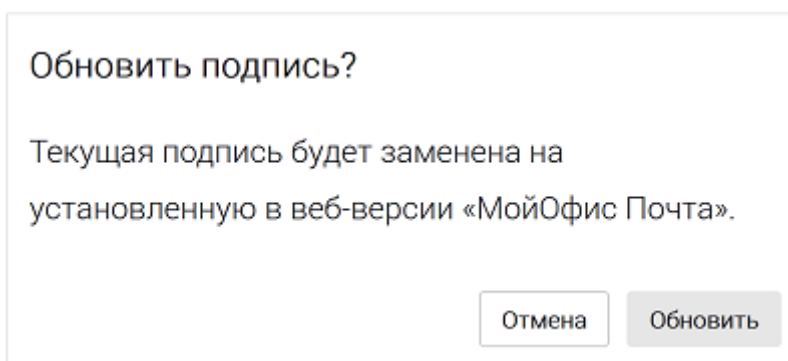 Обновить подпись?
Текущая подпись будет заменена на
установленную в веб-версии «МойОфис Почта».
Отмена
Обновить